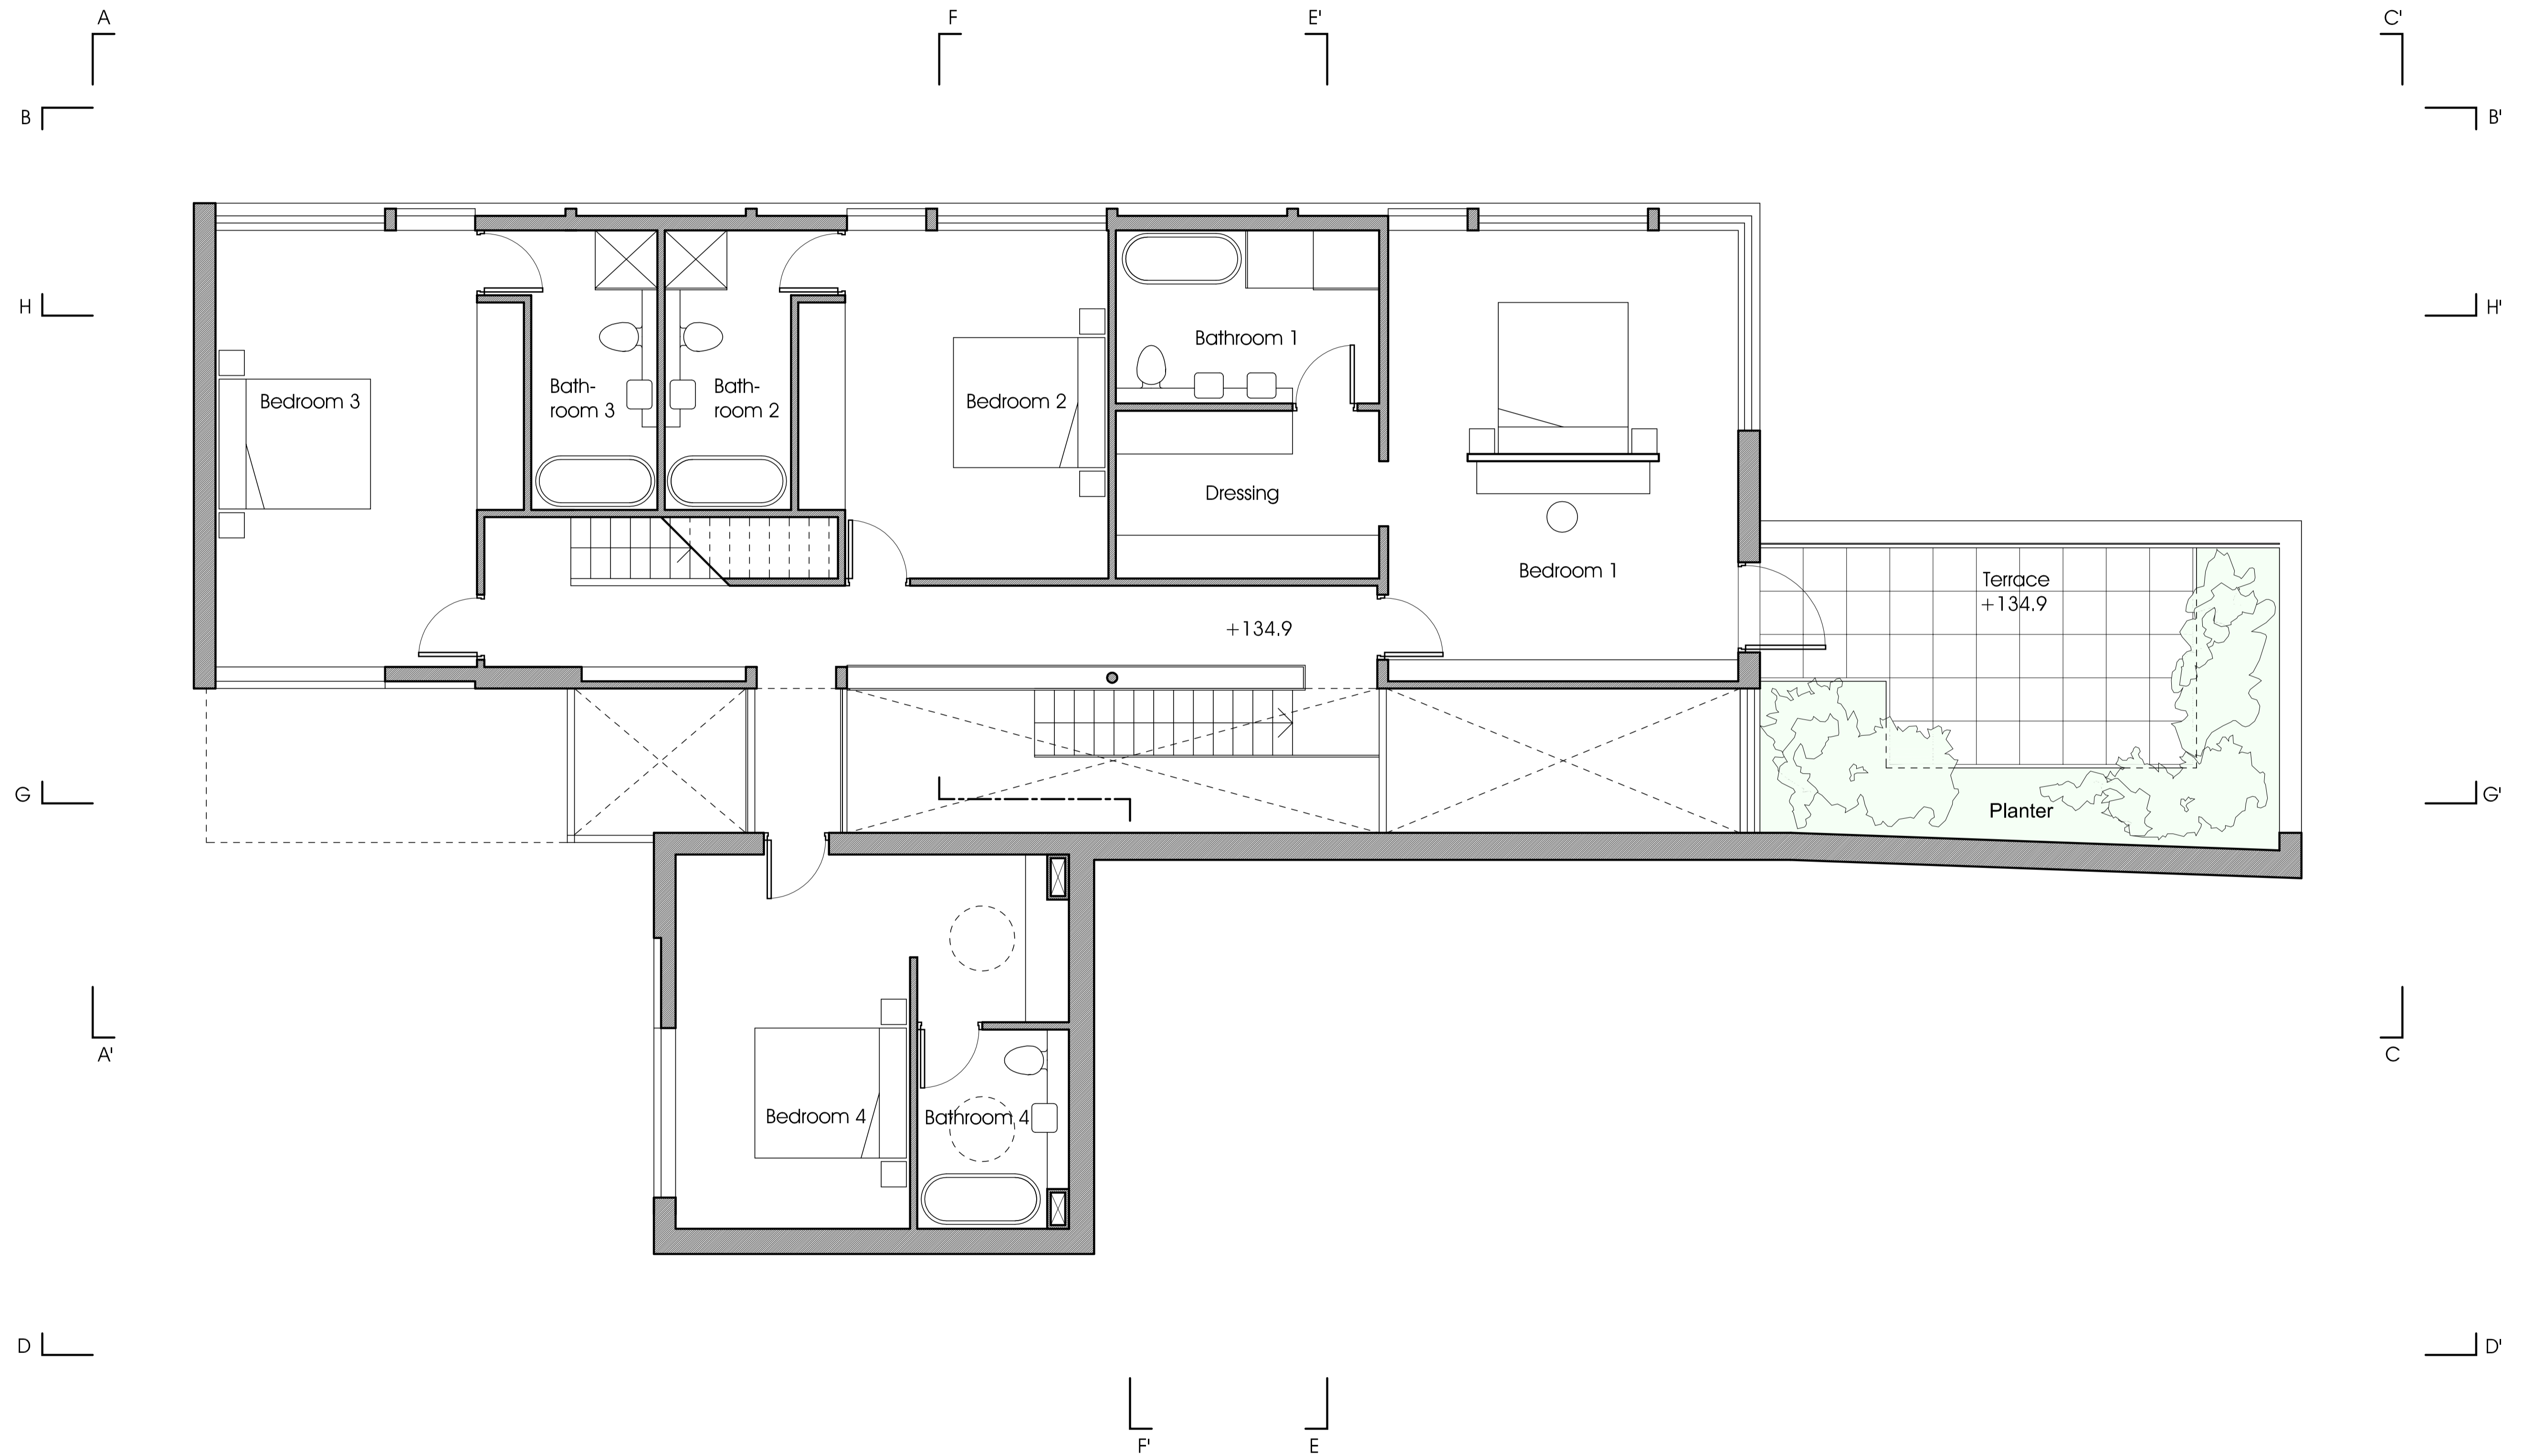 A
F
E'
C'
B
B'
H
H'
Bathroom 1
Bedroom 3
Bath-
room 3
Bath-
room 2
Bedroom 2
Dressing
Bedroom 1
Terrace
+134.9
+134.9
G
G'
Planter
A'
C
Bedroom 4
Bathroom 4
D
D'
F'
E